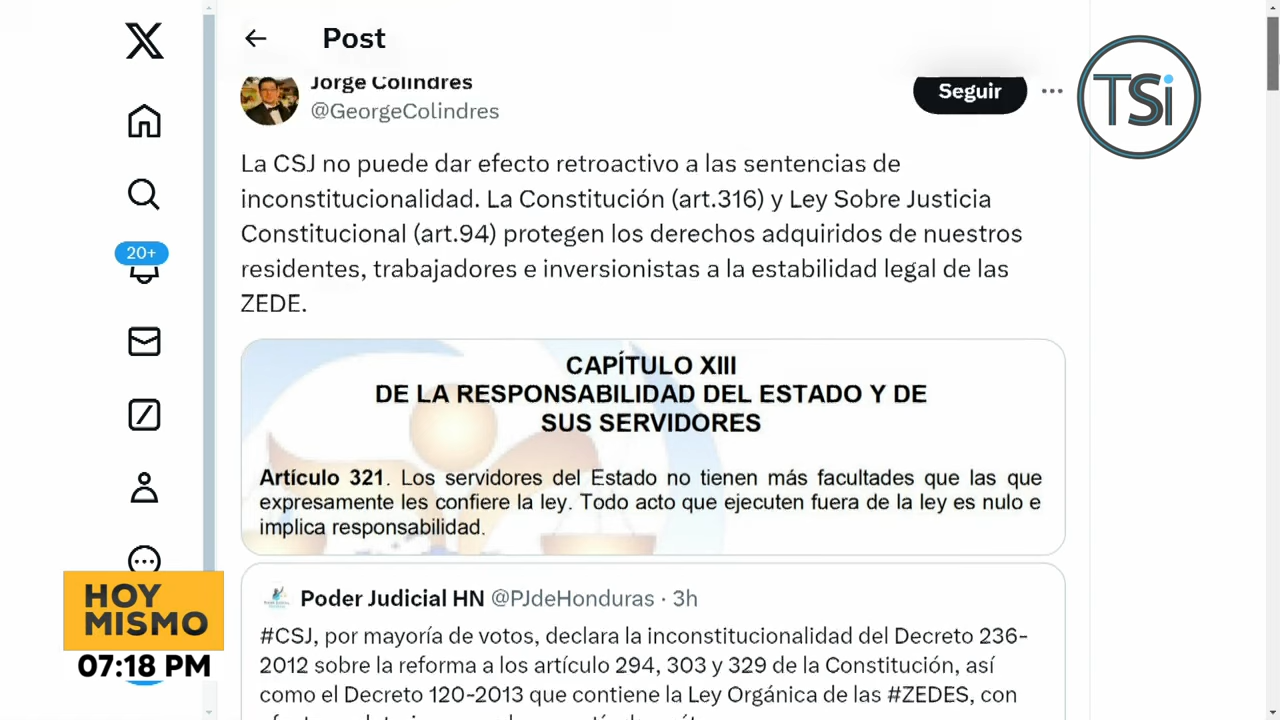 Post
Jorge Colindres
@GeorgeColindres
Seguir
TSi
La CSJ no puede dar efecto retroactivo a las sentencias de
inconstitucionalidad. La Constitución (art.316) y Ley Sobre Justicia
Constitucional (art.94) protegen los derechos adquiridos de nuestros
residentes, trabajadores e inversionistas a la estabilidad legal de las
ZEDE.
20+
CAPÍTULO XIII
DE LA RESPONSABILIDAD DEL ESTADO Y DE
SUS SERVIDORES
Artículo 321. Los servidores del Estado no tienen más facultades que las que
expresamente les confiere la ley. Todo acto que ejecuten fuera de la ley es nulo e
implica responsabilidad.
Poder Judicial HN @PJdeHonduras · 3h
#CSJ, por mayoría de votos, declara la inconstitucionalidad del Decreto 236-
2012 sobre la reforma a los artículo 294, 303 y 329 de la Constitución, así
como el Decreto 120-2013 que contiene la Ley Orgánica de las #ZEDES, con
HOY
MISMO
07:18 PM